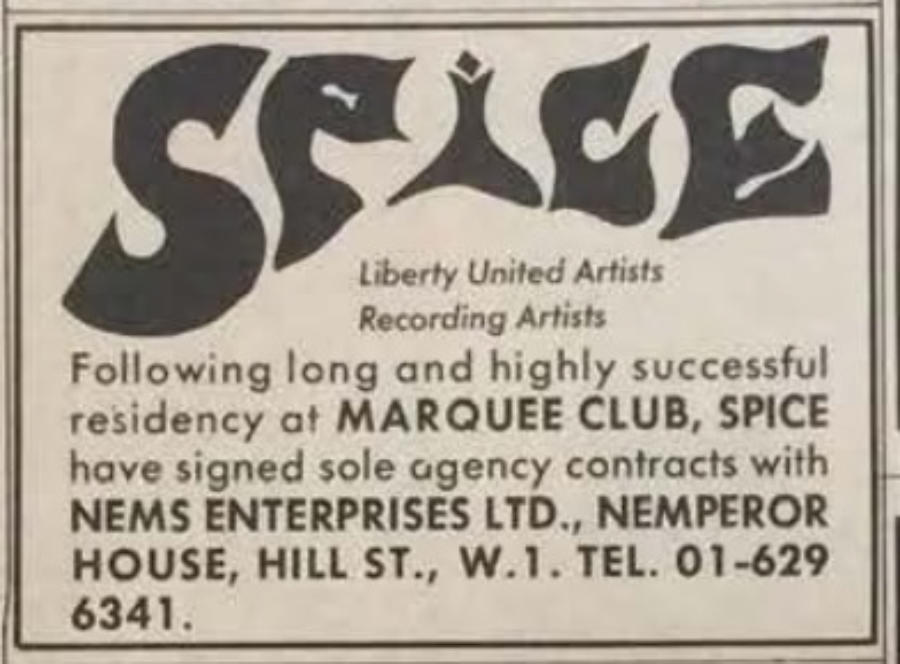 SPiCE
Liberty United Artists
Recording Artists
Following long and highly successful
residency at MARQUEE CLUB, SPICE
have signed sole agency contracts with
NEMS ENTERPRISES LTD., NEMPEROR
HOUSE, HILL ST., W.1. TEL. 01-629
6341.